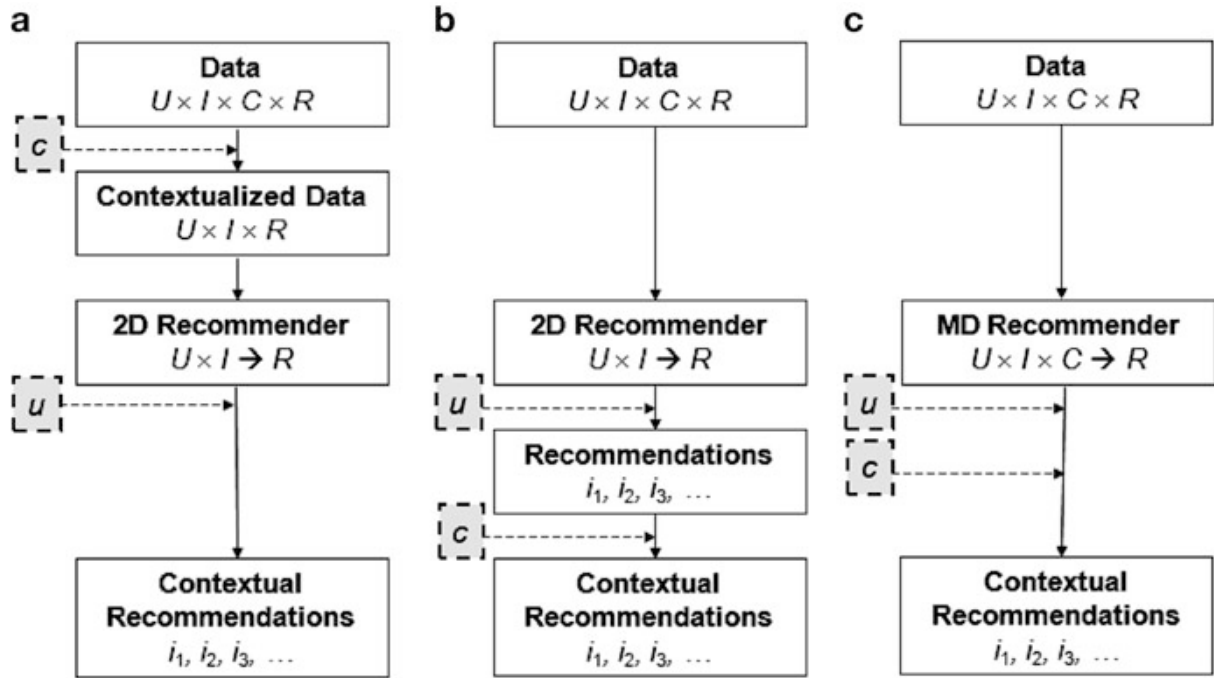 a
Data
U × I × C × R
c
Contextualized Data
U × I × R
2D Recommender
U × I → R
u
Contextual
Recommendations
i₁, i₂, i₃, …
b
Data
U × I × C × R
2D Recommender
U × I → R
u
Recommendations
i₁, i₂, i₃, …
c
Contextual
Recommendations
i₁, i₂, i₃, …
c
Data
U × I × C × R
MD Recommender
U × I × C → R
u
c
Contextual
Recommendations
i₁, i₂, i₃, …